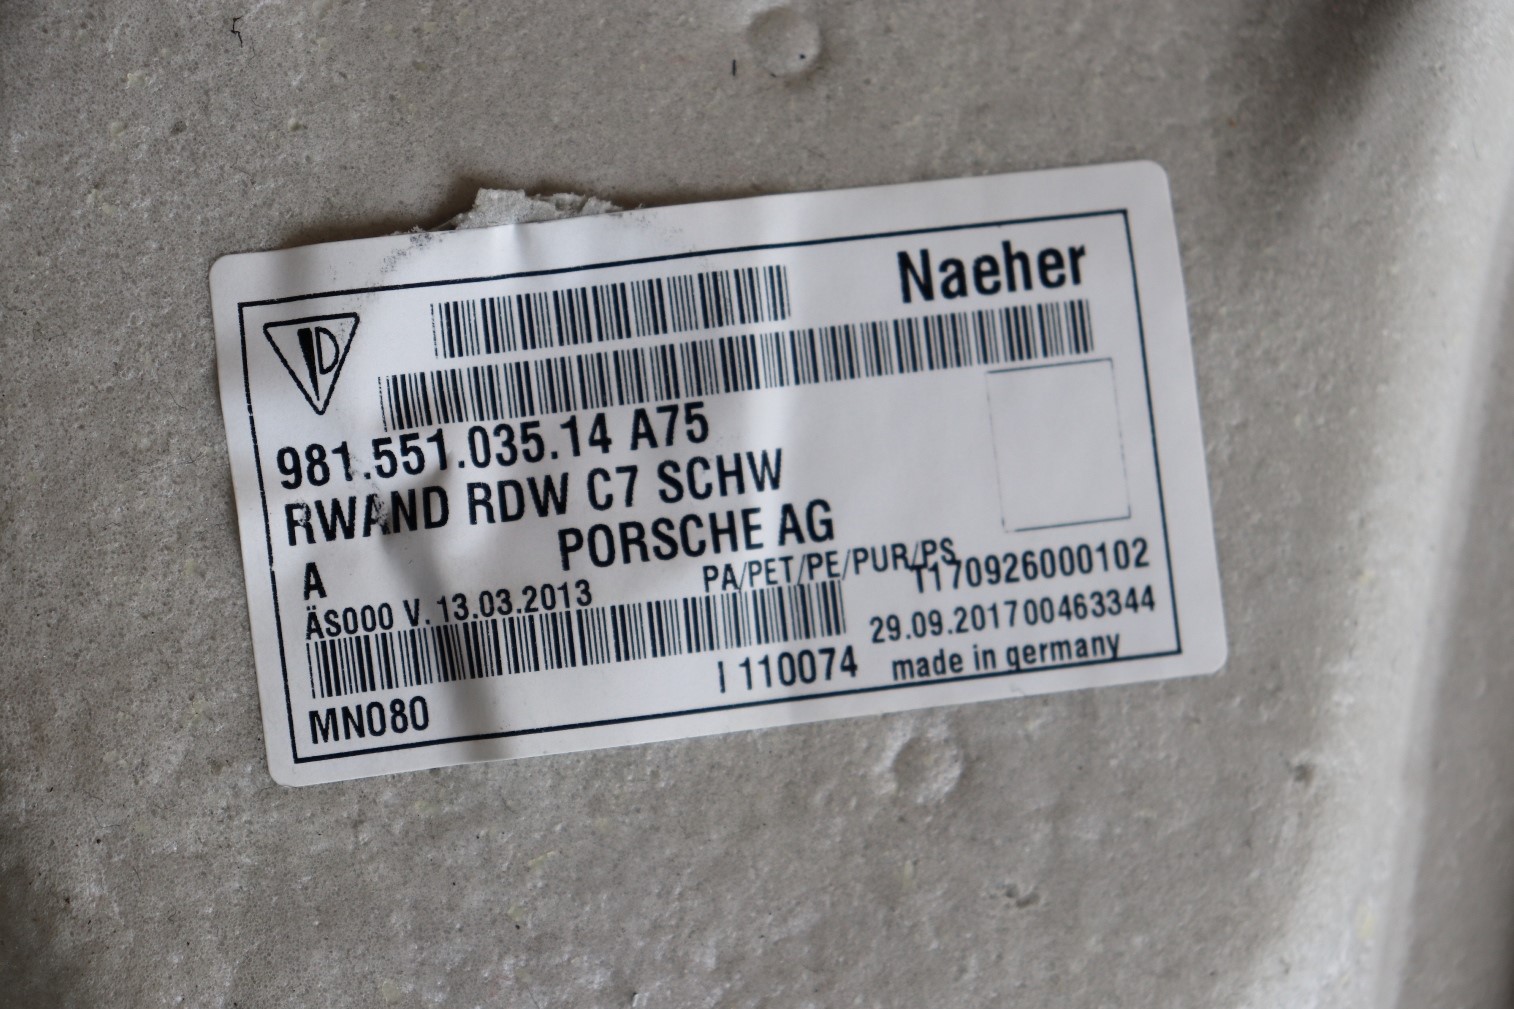 Naeher
981.551.035.14 A75
RWAND RDW C7 SCHW
PORSCHE AG
A
PA/PET/PE/PUR/PS
T170926000102
ÄS000 V. 13.03.2013
29.09.201700463344
I 110074
made in germany
MN080